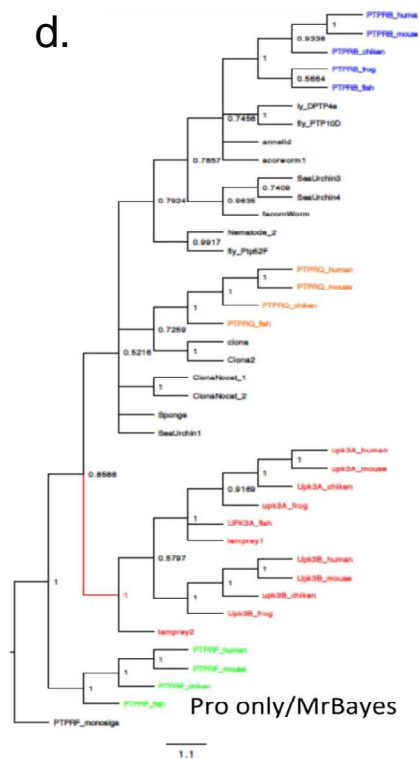 d.
PTPRB_human
1
PTPRB_mouse
0.9336
1
PTPRB_chiken
1
PTPRB_frog
0.5664
PTPRB_fish
ly_DPTP4e
0.7458
1
fly_PTP10D
annelid
0.7857
acorworm1
SeaUrchin3
0.7409
0.7924
0.9636
SeaUrchin4
facornWorm
Nematode_2
0.9917
fly_Ptp52F
PTPRQ_human
1
1
PTPRQ_mouse
1
PTPRQ_chiken
0.7259
PTPRQ_fish
ciona
0.5216
1
Ciona2
CionaNocat_1
1
CionaNocat_2
Sponge
SeaUrchin1
upk3A_human
1
0.8588
1
upk3A_mouse
0.9169
Upk3A_chiken
upk3A_frog
1
UPK3A_fish
lamprey1
0.5797
Upk3B_human
1
1
Upk3B_mouse
1
upk3B_chiken
1
1
Upk3B_frog
lamprey2
PTPRF_human
1
1
PTPRF_mouse
1
PTPRF_chiken
PTPRF_fish
Pro only/MrBayes
PTPRF_monosiga
1.1